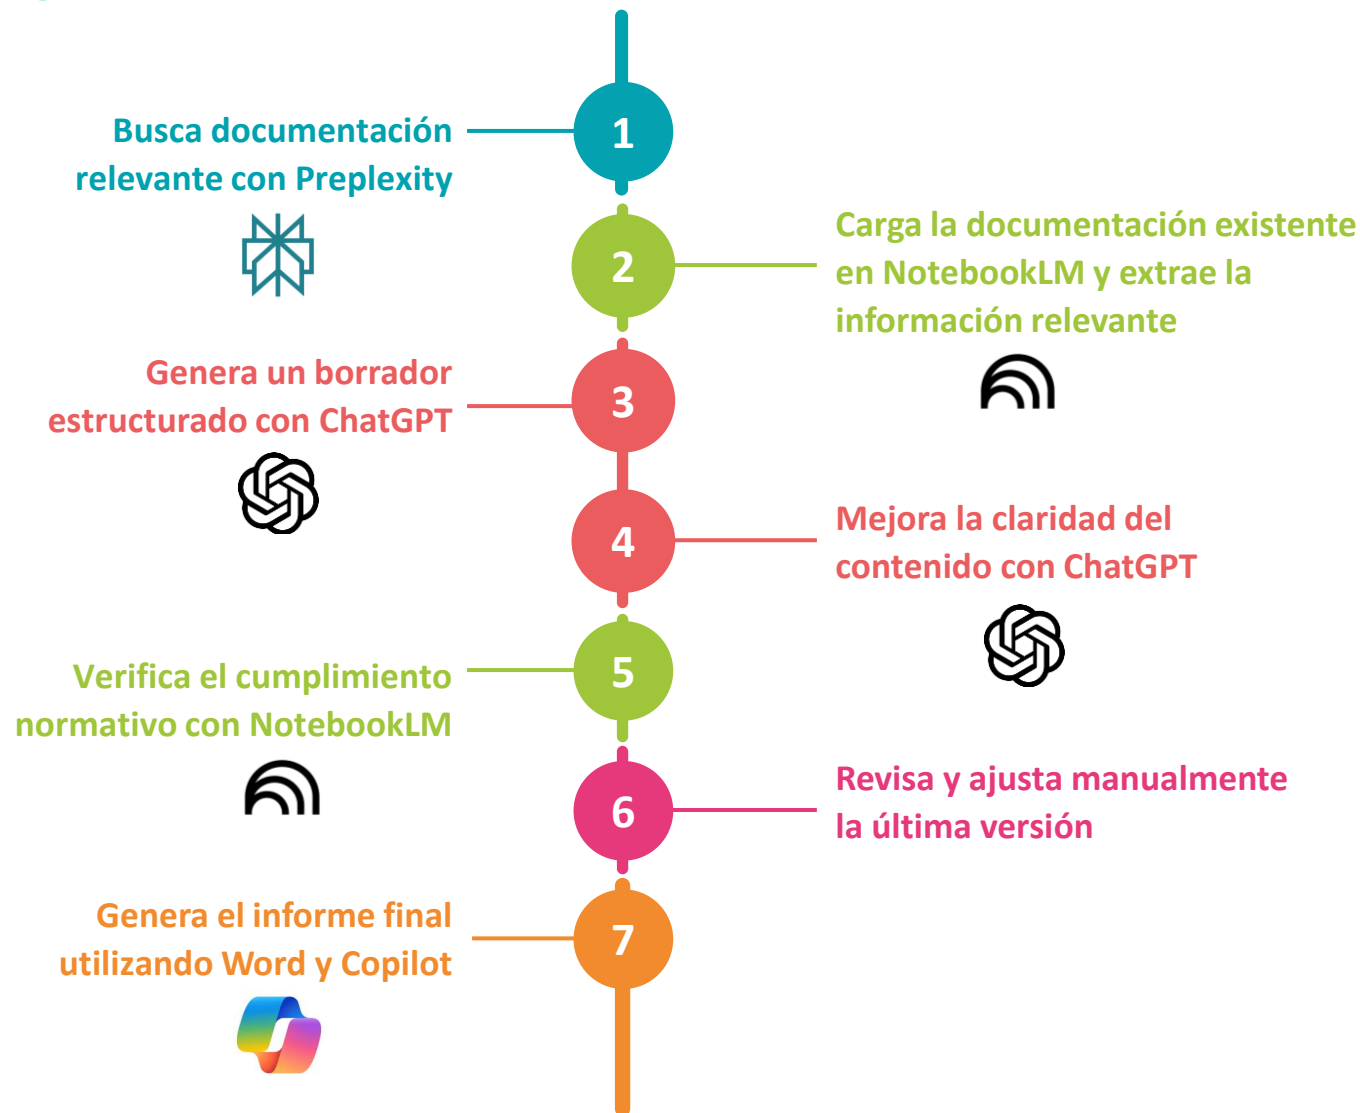 1
Busca documentación
relevante con Preplexity
2
Carga la documentación existente
en NotebookLM y extrae la
información relevante
3
Genera un borrador
estructurado con ChatGPT
4
Mejora la claridad del
contenido con ChatGPT
5
Verifica el cumplimiento
normativo con NotebookLM
6
Revisa y ajusta manualmente
la última versión
7
Genera el informe final
utilizando Word y Copilot